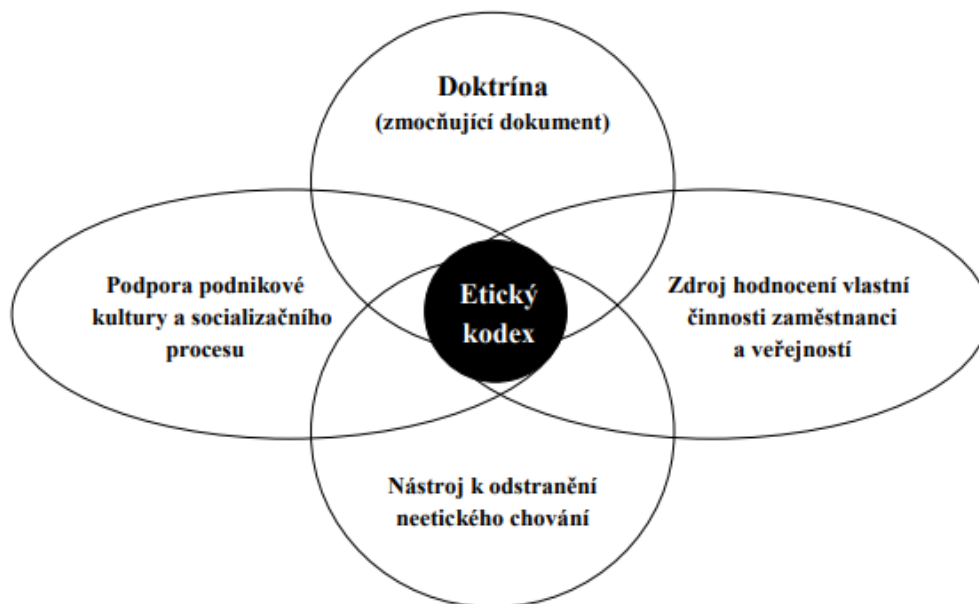 Doktrína
(zmocňující dokument)
Podpora podnikové
kultury a socializačního
procesu
Etický
kodex
Zdroj hodnocení vlastní
činnosti zaměstnanci
a veřejností
Nástroj k odstranění
neetického chování